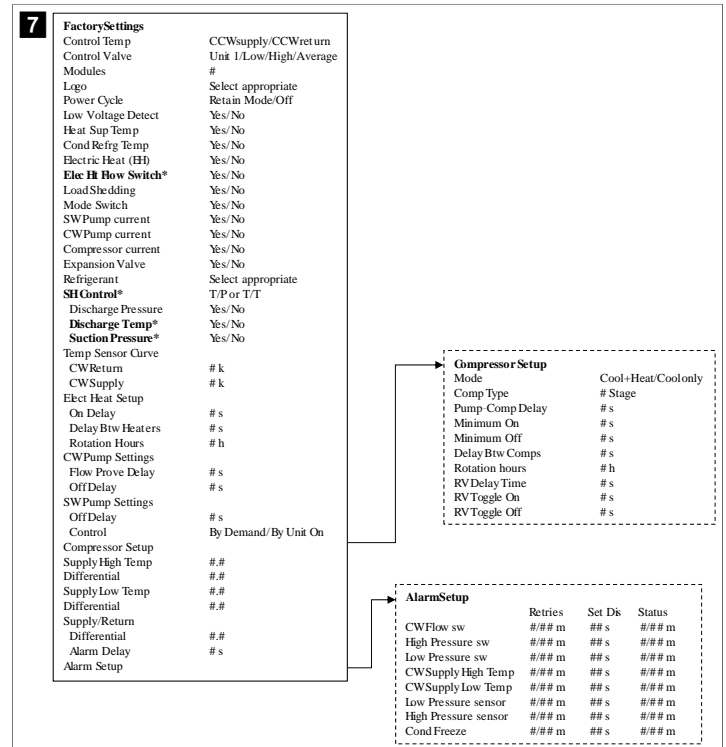 7
FactorySettings
Control Temp CCWsupply/CCWreturn
Control Valve Unit 1/Low/High/Average
Modules #
Logo Select appropriate
Power Cycle Retain Mode/Off
Low Voltage Detect Yes/No
Heat Sup Temp Yes/No
Cond Refrg Temp Yes/No
Electric Heat (EH) Yes/No
Elec Ht Flow Switch* Yes/No
Load Shedding Yes/No
Mode Switch Yes/No
SWPump current Yes/No
CWPump current Yes/No
Compressor current Yes/No
Expansion Valve Yes/No
Refrigerant Select appropriate
SH Control* T/P or T/T
Discharge Pressure Yes/No
Discharge Temp* Yes/No
Suction Pressure* Yes/No
Temp Sensor Curve
CWReturn # k
CWSupply # k
Elect Heat Setup
On Delay # s
Delay Btw Heaters # s
Rotation Hours # h
CWPump Settings
Flow Prove Delay # s
Off Delay # s
SWPump Settings
Off Delay # s
Control By Demand/By Unit On
Compressor Setup
Supply High Temp #.#
Differential #.#
Supply Low Temp #.#
Differential #.#
Supply/Return
Differential #.#
Alarm Delay # s
Alarm Setup
Compressor Setup
Mode Cool+Heat/Coolonly
Comp Type # Stage
Pump-Comp Delay # s
Minimum On # s
Minimum Off # s
Delay Btw Comps # s
Rotation hours # h
RVDelay Time # s
RVToggle On # s
RVToggle Off # s
AlarmSetup
Retries Set Dis Status
CWFlow sw #/## m ## s #/## m
High Pressure sw #/## m ## s #/## m
Low Pressure sw #/## m ## s #/## m
CWSupply High Temp #/## m ## s #/## m
CWSupply Low Temp #/## m ## s #/## m
Low Pressure sensor #/## m ## s #/## m
High Pressure sensor #/## m ## s #/## m
Cond Freeze #/## m ## s #/## m